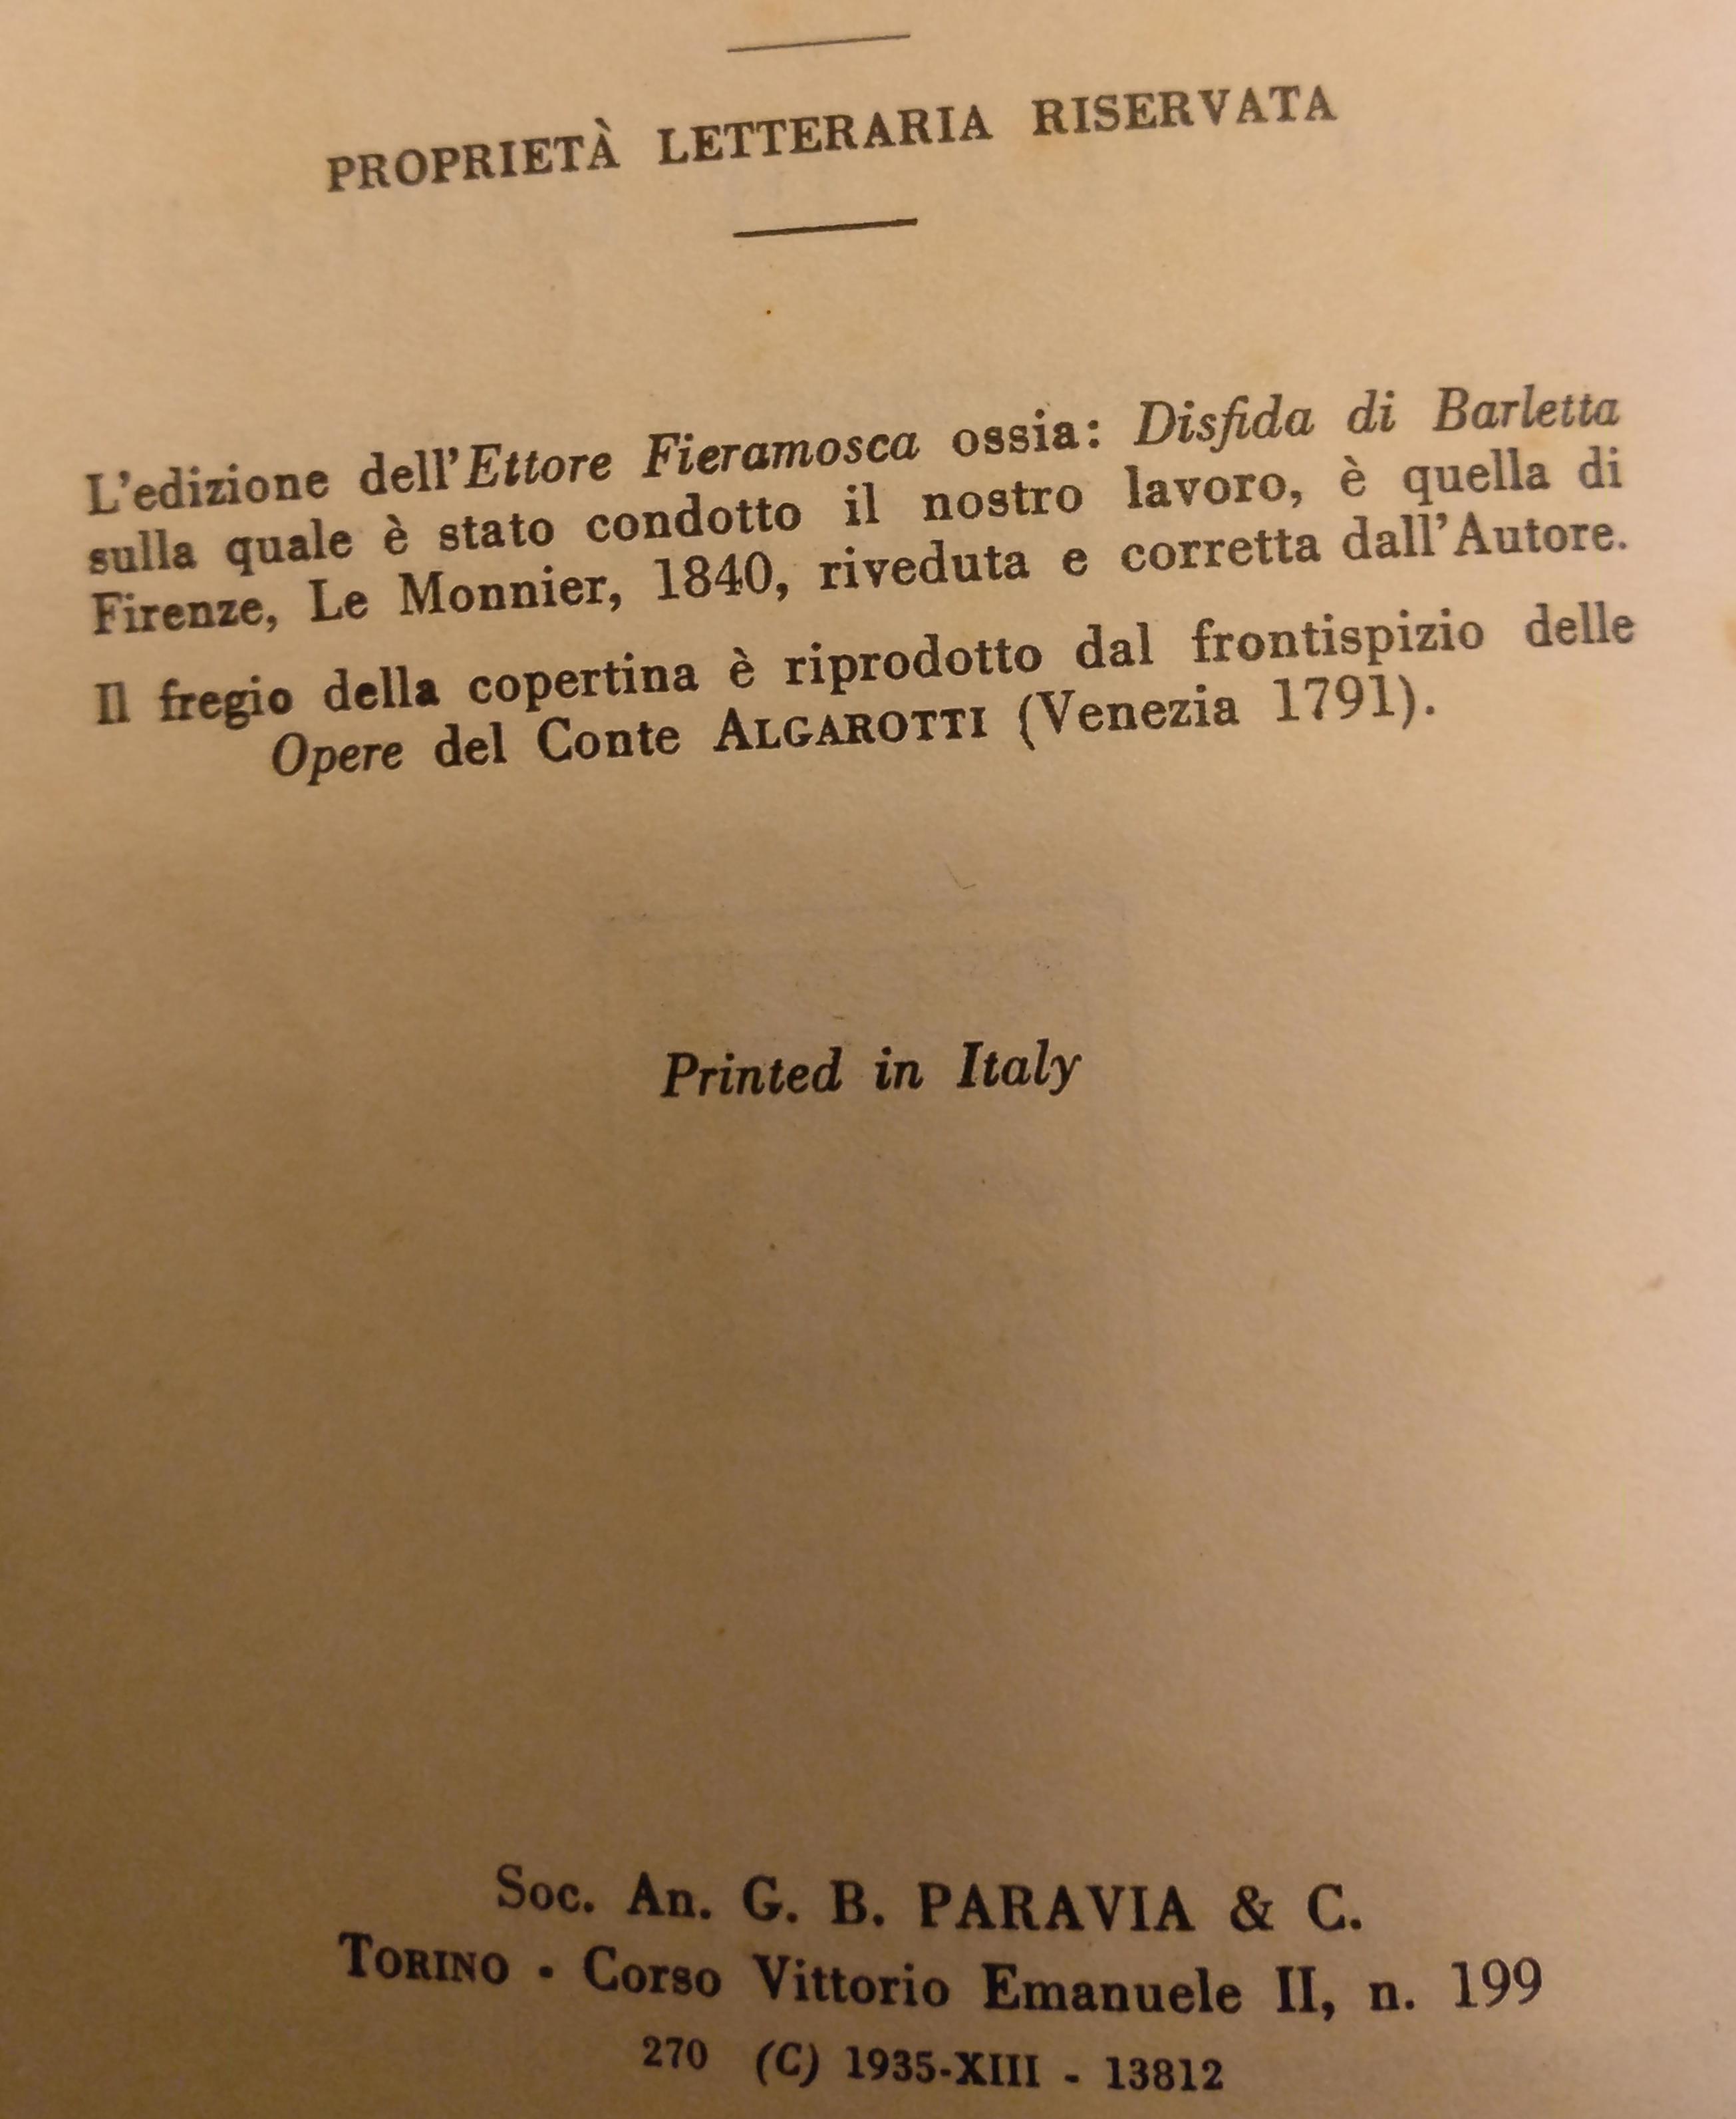 PROPRIETÀ LETTERARIA RISERVATA
L'edizione dell'Ettore Fieramosca ossia: Disfida di Barletta
sulla quale è stato condotto il nostro lavoro, è quella di
Firenze, Le Monnier, 1840, riveduta e corretta dall'Autore.
Il fregio della copertina è riprodotto dal frontispizio delle
Opere del Conte ALGAROTTI (Venezia 1791).
Printed in Italy
Soc. An. G. B. PARAVIA & C.
TORINO - Corso Vittorio Emanuele II, n. 199
270 (C) 1935-XIII - 13812